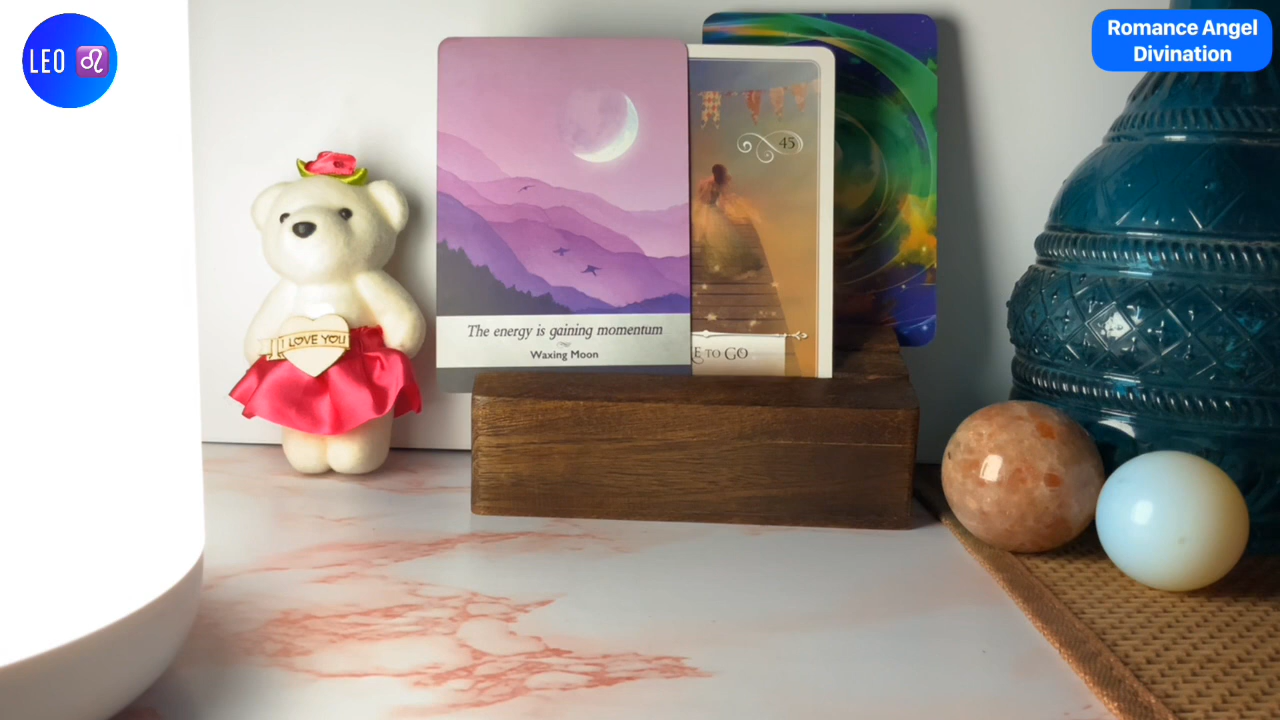 LEO ♌
Romance Angel
Divination
45
The energy is gaining momentum
Waxing Moon
TO GO
I LOVE YOU